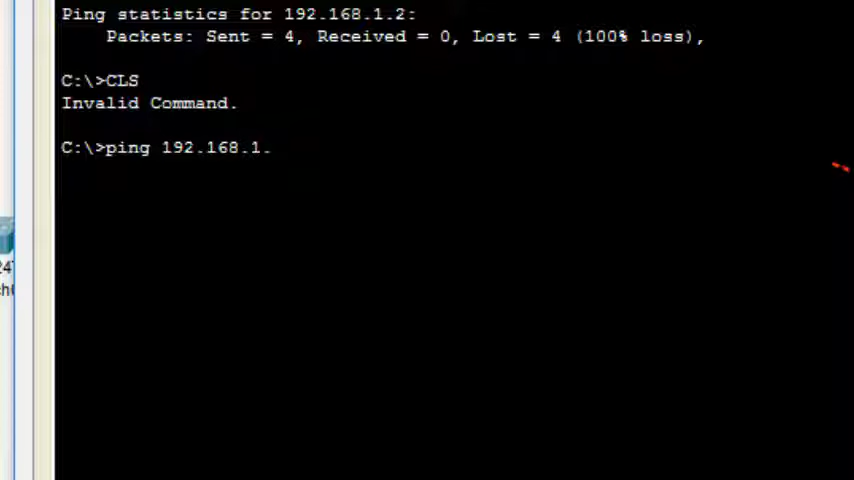 Ping statistics for 192.168.1.2:
Packets: Sent = 4, Received = 0, Lost = 4 (100% loss),
C:\>CLS
Invalid Command.
C:\>ping 192.168.1.